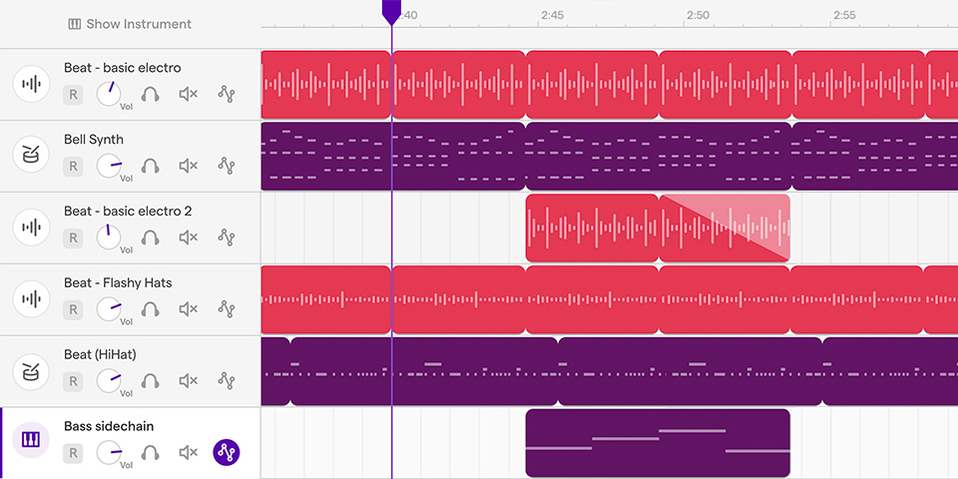 Show Instrument
2:40
2:45
2:50
2:55
Beat - basic electro
R
Vol
Bell Synth
R
Vol
Beat - basic electro 2
R
Vol
Beat - Flashy Hats
R
Vol
Beat (HiHat)
R
Vol
Bass sidechain
R
Vol